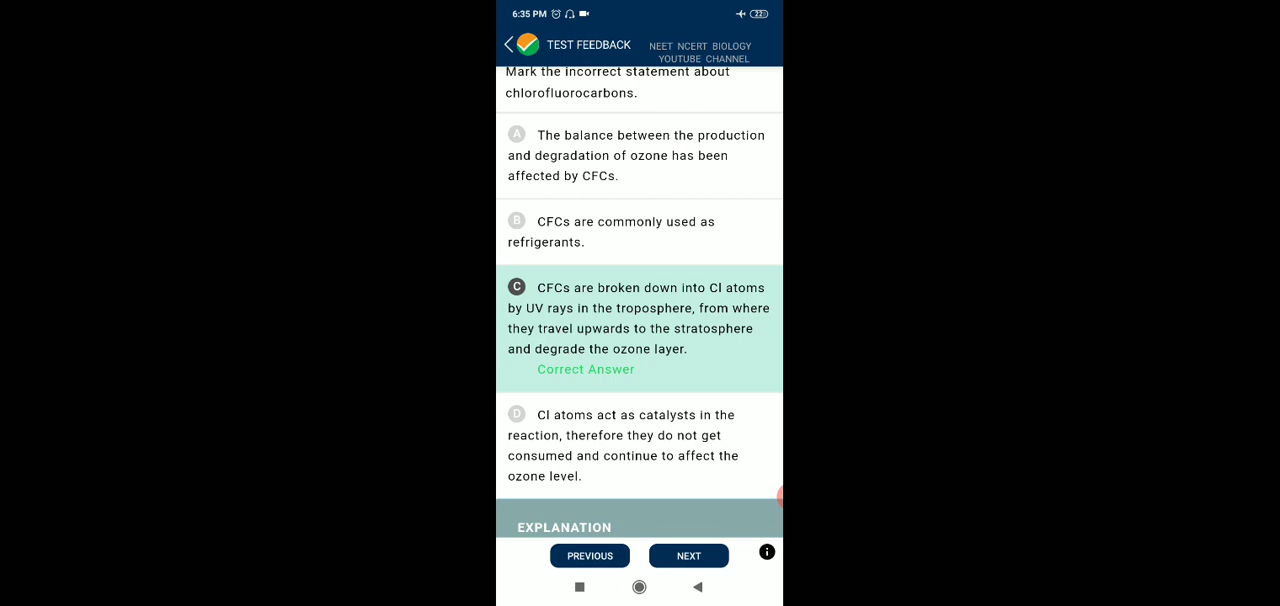 6:35 PM 22
TEST FEEDBACK NEET NCERT BIOLOGY
YOUTUBE CHANNEL
Mark the incorrect statement about
chlorofluorocarbons.
A The balance between the production
and degradation of ozone has been
affected by CFCs.
B CFCs are commonly used as
refrigerants.
C CFCs are broken down into Cl atoms
by UV rays in the troposphere, from where
they travel upwards to the stratosphere
and degrade the ozone layer.
Correct Answer
D Cl atoms act as catalysts in the
reaction, therefore they do not get
consumed and continue to affect the
ozone level.
EXPLANATION
PREVIOUS NEXT i